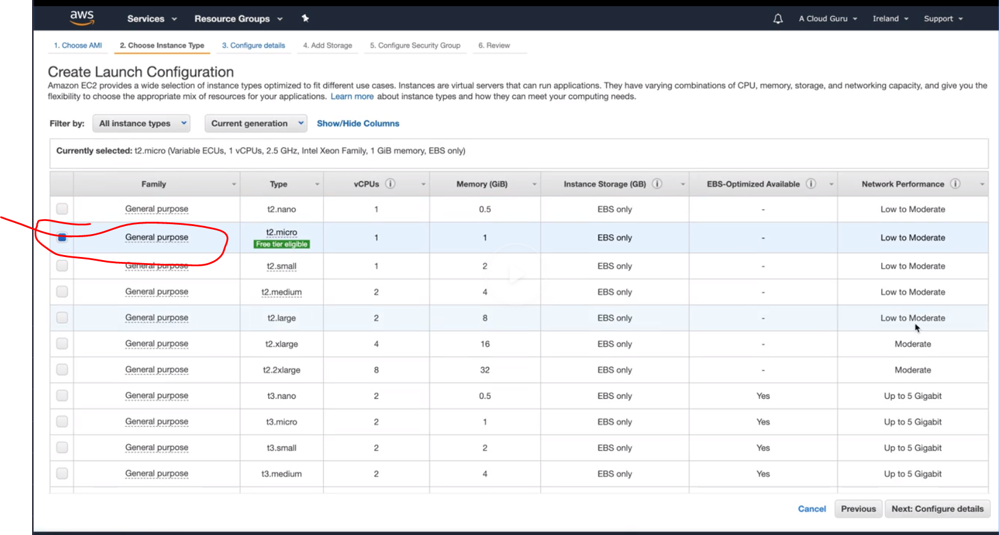 aws Services Resource Groups A Cloud Guru Ireland Support
1. Choose AMI 2. Choose Instance Type 3. Configure details 4. Add Storage 5. Configure Security Group 6. Review
Create Launch Configuration
Amazon EC2 provides a wide selection of instance types optimized to fit different use cases. Instances are virtual servers that can run applications. They have varying combinations of CPU, memory, storage, and networking capacity, and give you the
flexibility to choose the appropriate mix of resources for your applications. Learn more about instance types and how they can meet your computing needs.
Filter by: All instance types Current generation Show/Hide Columns
Currently selected: t2.micro (Variable ECUs, 1 vCPUs, 2.5 GHz, Intel Xeon Family, 1 GiB memory, EBS only)
Family Type vCPUs i Memory (GiB) Instance Storage (GB) i EBS-Optimized Available i Network Performance i
General purpose t2.nano 1 0.5 EBS only - Low to Moderate
General purpose t2.micro Free tier eligible 1 1 EBS only - Low to Moderate
General purpose t2.small 1 2 EBS only - Low to Moderate
General purpose t2.medium 2 4 EBS only - Low to Moderate
General purpose t2.large 2 8 EBS only - Low to Moderate
General purpose t2.xlarge 4 16 EBS only - Moderate
General purpose t2.2xlarge 8 32 EBS only - Moderate
General purpose t3.nano 2 0.5 EBS only Yes Up to 5 Gigabit
General purpose t3.micro 2 1 EBS only Yes Up to 5 Gigabit
General purpose t3.small 2 2 EBS only Yes Up to 5 Gigabit
General purpose t3.medium 2 4 EBS only Yes Up to 5 Gigabit
Cancel Previous Next: Configure details